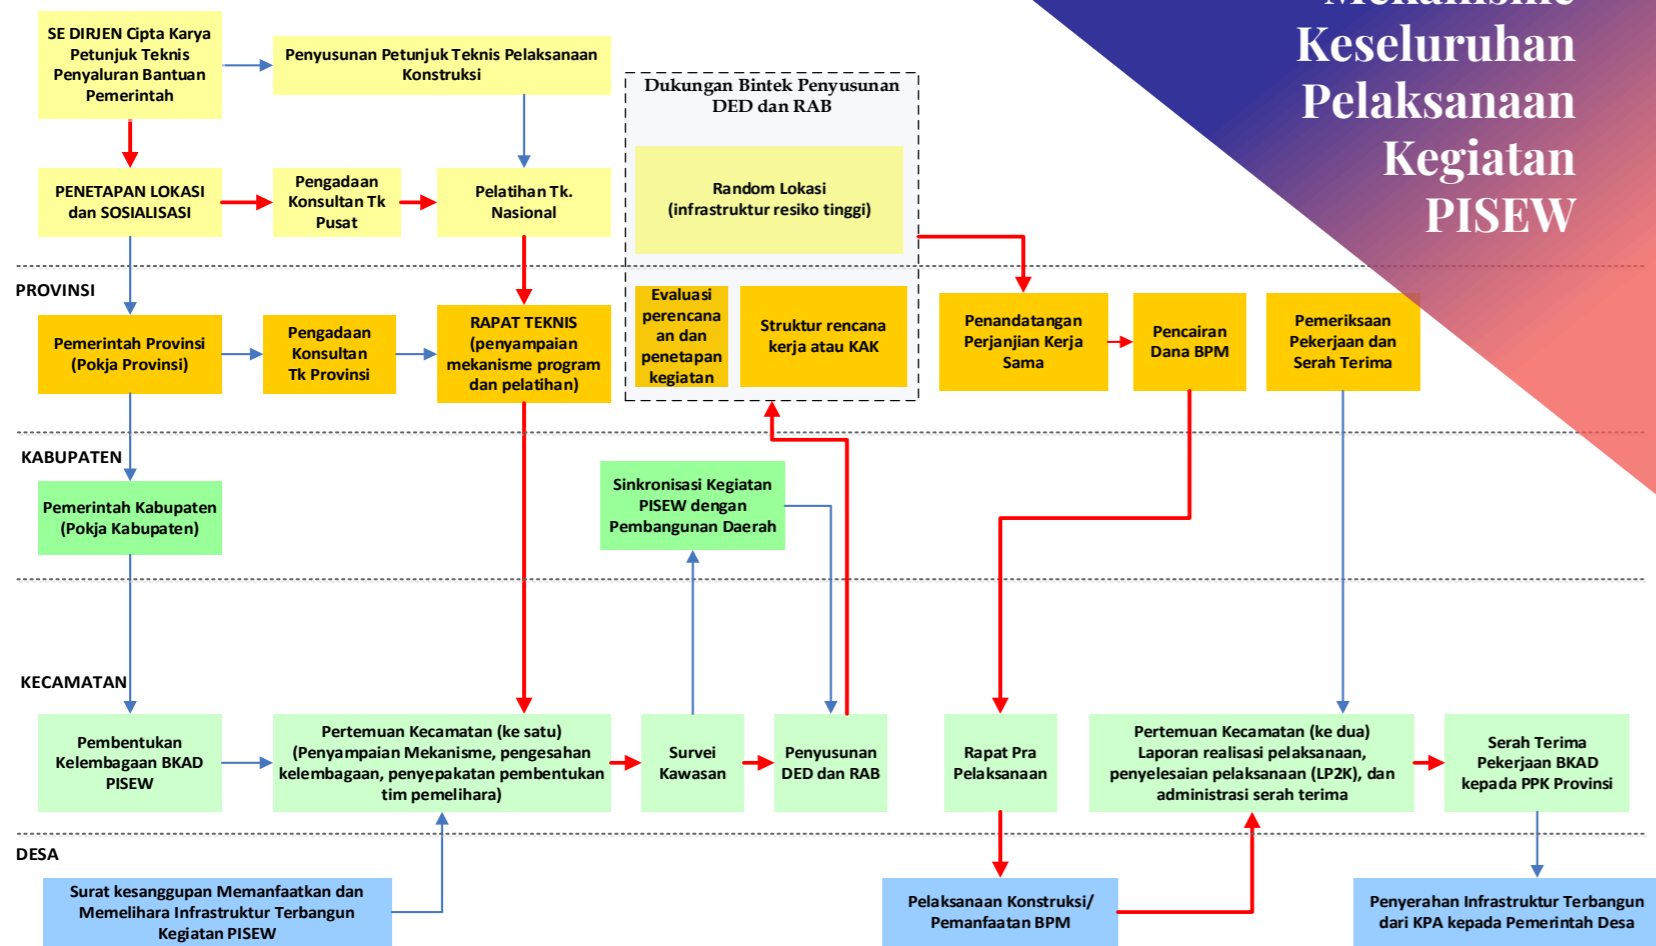 Mekanisme
Keseluruhan
Pelaksanaan
Kegiatan
PISEW
SE DIRJEN Cipta Karya
Petunjuk Teknis
Penyaluran Bantuan
Pemerintah
Penyusunan Petunjuk Teknis Pelaksanaan
Konstruksi
Dukungan Bintek Penyusunan
DED dan RAB
PENETAPAN LOKASI
dan SOSIALISASI
Pengadaan
Konsultan Tk
Pusat
Pelatihan Tk.
Nasional
Random Lokasi
(infrastruktur resiko tinggi)
PROVINSI
Pemerintah Provinsi
(Pokja Provinsi)
Pengadaan
Konsultan
Tk Provinsi
RAPAT TEKNIS
(penyampaian
mekanisme program
dan pelatihan)
Evaluasi
perencana
an dan
penetapan
kegiatan
Struktur rencana
kerja atau KAK
Penandatangan
Perjanjian Kerja
Sama
Pencairan
Dana BPM
Pemeriksaan
Pekerjaan dan
Serah Terima
KABUPATEN
Pemerintah Kabupaten
(Pokja Kabupaten)
Sinkronisasi Kegiatan
PISEW dengan
Pembangunan Daerah
KECAMATAN
Pembentukan
Kelembagaan BKAD
PISEW
Pertemuan Kecamatan (ke satu)
(Penyampaian Mekanisme, pengesahan
kelembagaan, penyepakatan pembentukan
tim pemelihara)
Survei
Kawasan
Penyusunan
DED dan RAB
Rapat Pra
Pelaksanaan
Pertemuan Kecamatan (ke dua)
Laporan realisasi pelaksanaan,
penyelesaian pelaksanaan (LP2K), dan
administrasi serah terima
Serah Terima
Pekerjaan BKAD
kepada PPK Provinsi
DESA
Surat kesanggupan Memanfaatkan dan
Memelihara Infrastruktur Terbangun
Kegiatan PISEW
Pelaksanaan Konstruksi/
Pemanfaatan BPM
Penyerahan Infrastruktur Terbangun
dari KPA kepada Pemerintah Desa